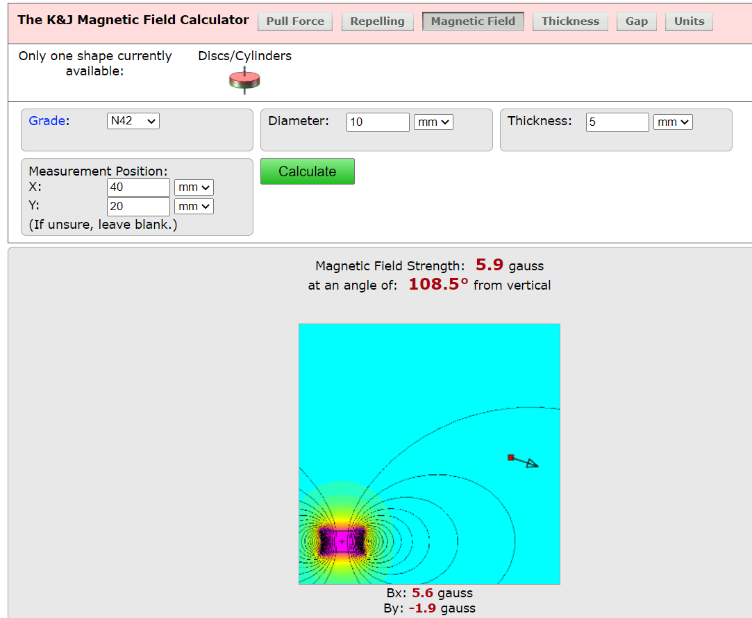 The K&J Magnetic Field Calculator Pull Force Repelling Magnetic Field Thickness Gap Units
Only one shape currently available:
Discs/Cylinders
Grade: N42
Diameter: 10 mm
Thickness: 5 mm
Measurement Position:
X: 40 mm
Y: 20 mm
(If unsure, leave blank.)
Calculate
Magnetic Field Strength: 5.9 gauss
at an angle of: 108.5° from vertical
Bx: 5.6 gauss
By: -1.9 gauss